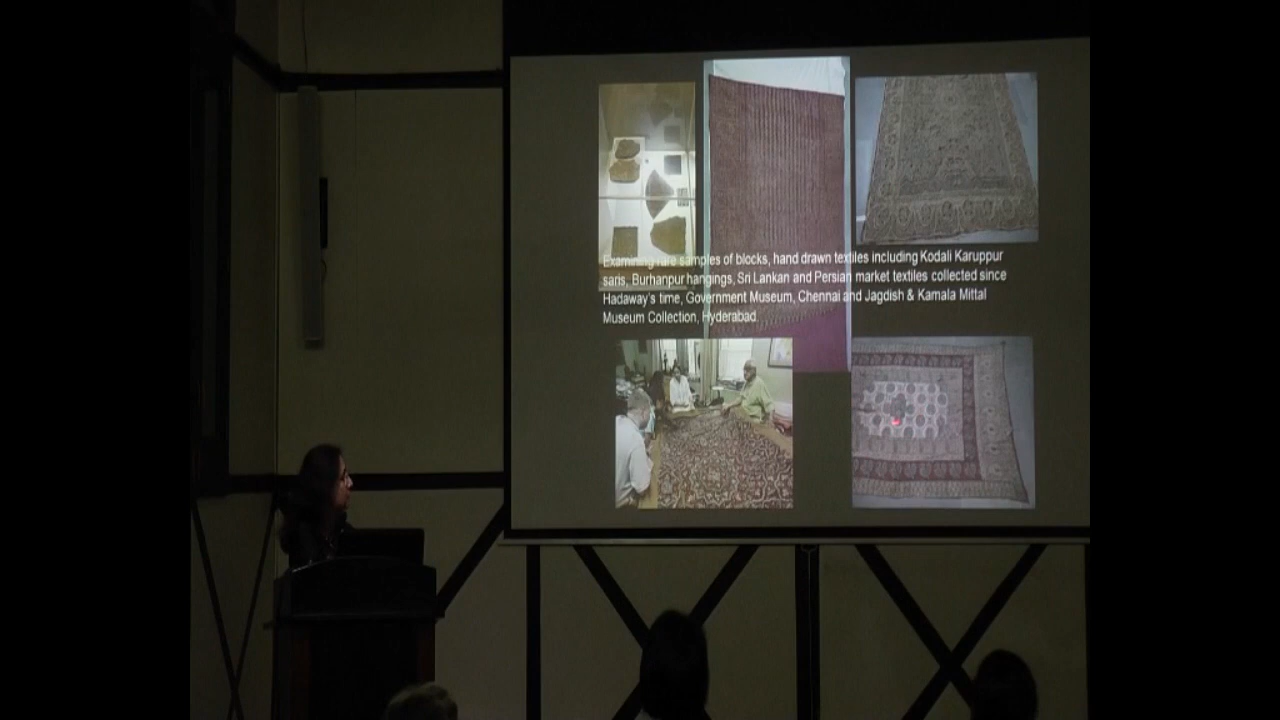 Examining rare samples of blocks, hand drawn textiles including Kodali Karuppur
saris, Burhanpur hangings, Sri Lankan and Persian market textiles collected since
Hadaway's time, Government Museum, Chennai and Jagdish & Kamala Mittal
Museum Collection, Hyderabad.